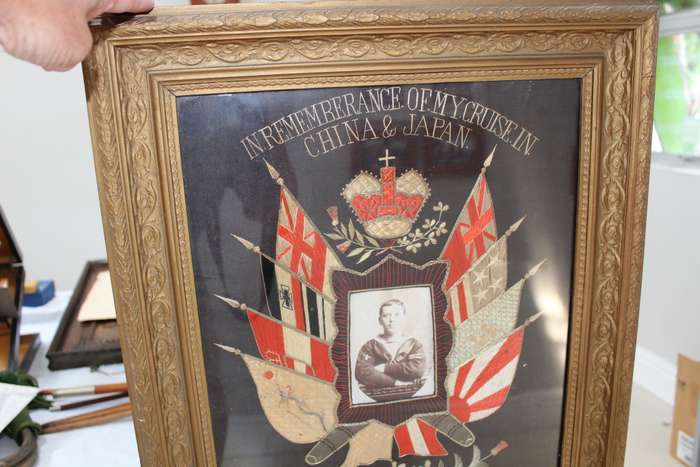 IN REMEMBERANCE OF MY CRUISE IN
CHINA & JAPAN.